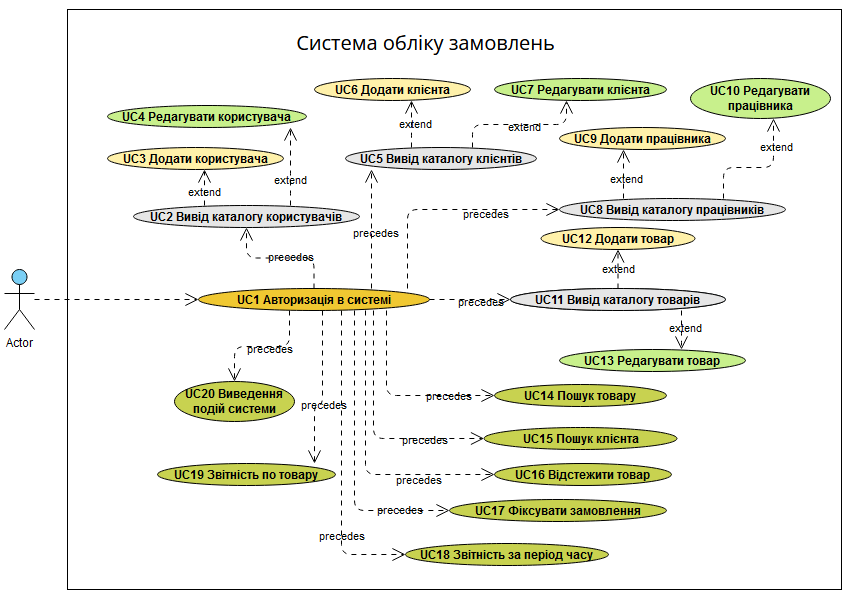 Система обліку замовлень
UC6 Додати клієнта
UC7 Редагувати клієнта
UC10 Редагувати
працівника
UC4 Редагувати користувача
extend
extend
UC9 Додати працівника
extend
UC3 Додати користувача
UC5 Вивід каталогу клієнтів
extend
extend
extend
UC2 Вивід каталогу користувачів
precedes
UC8 Вивід каталогу працівників
precedes
UC12 Додати товар
precedes
extend
UC1 Авторизація в системі
precedes
UC11 Вивід каталогу товарів
extend
Actor
precedes
UC13 Редагувати товар
UC20 Виведення
подій системи
precedes
precedes
UC14 Пошук товару
precedes
UC15 Пошук клієнта
UC19 Звітність по товару
precedes
UC16 Відстежити товар
precedes
UC17 Фіксувати замовлення
precedes
UC18 Звітність за період часу